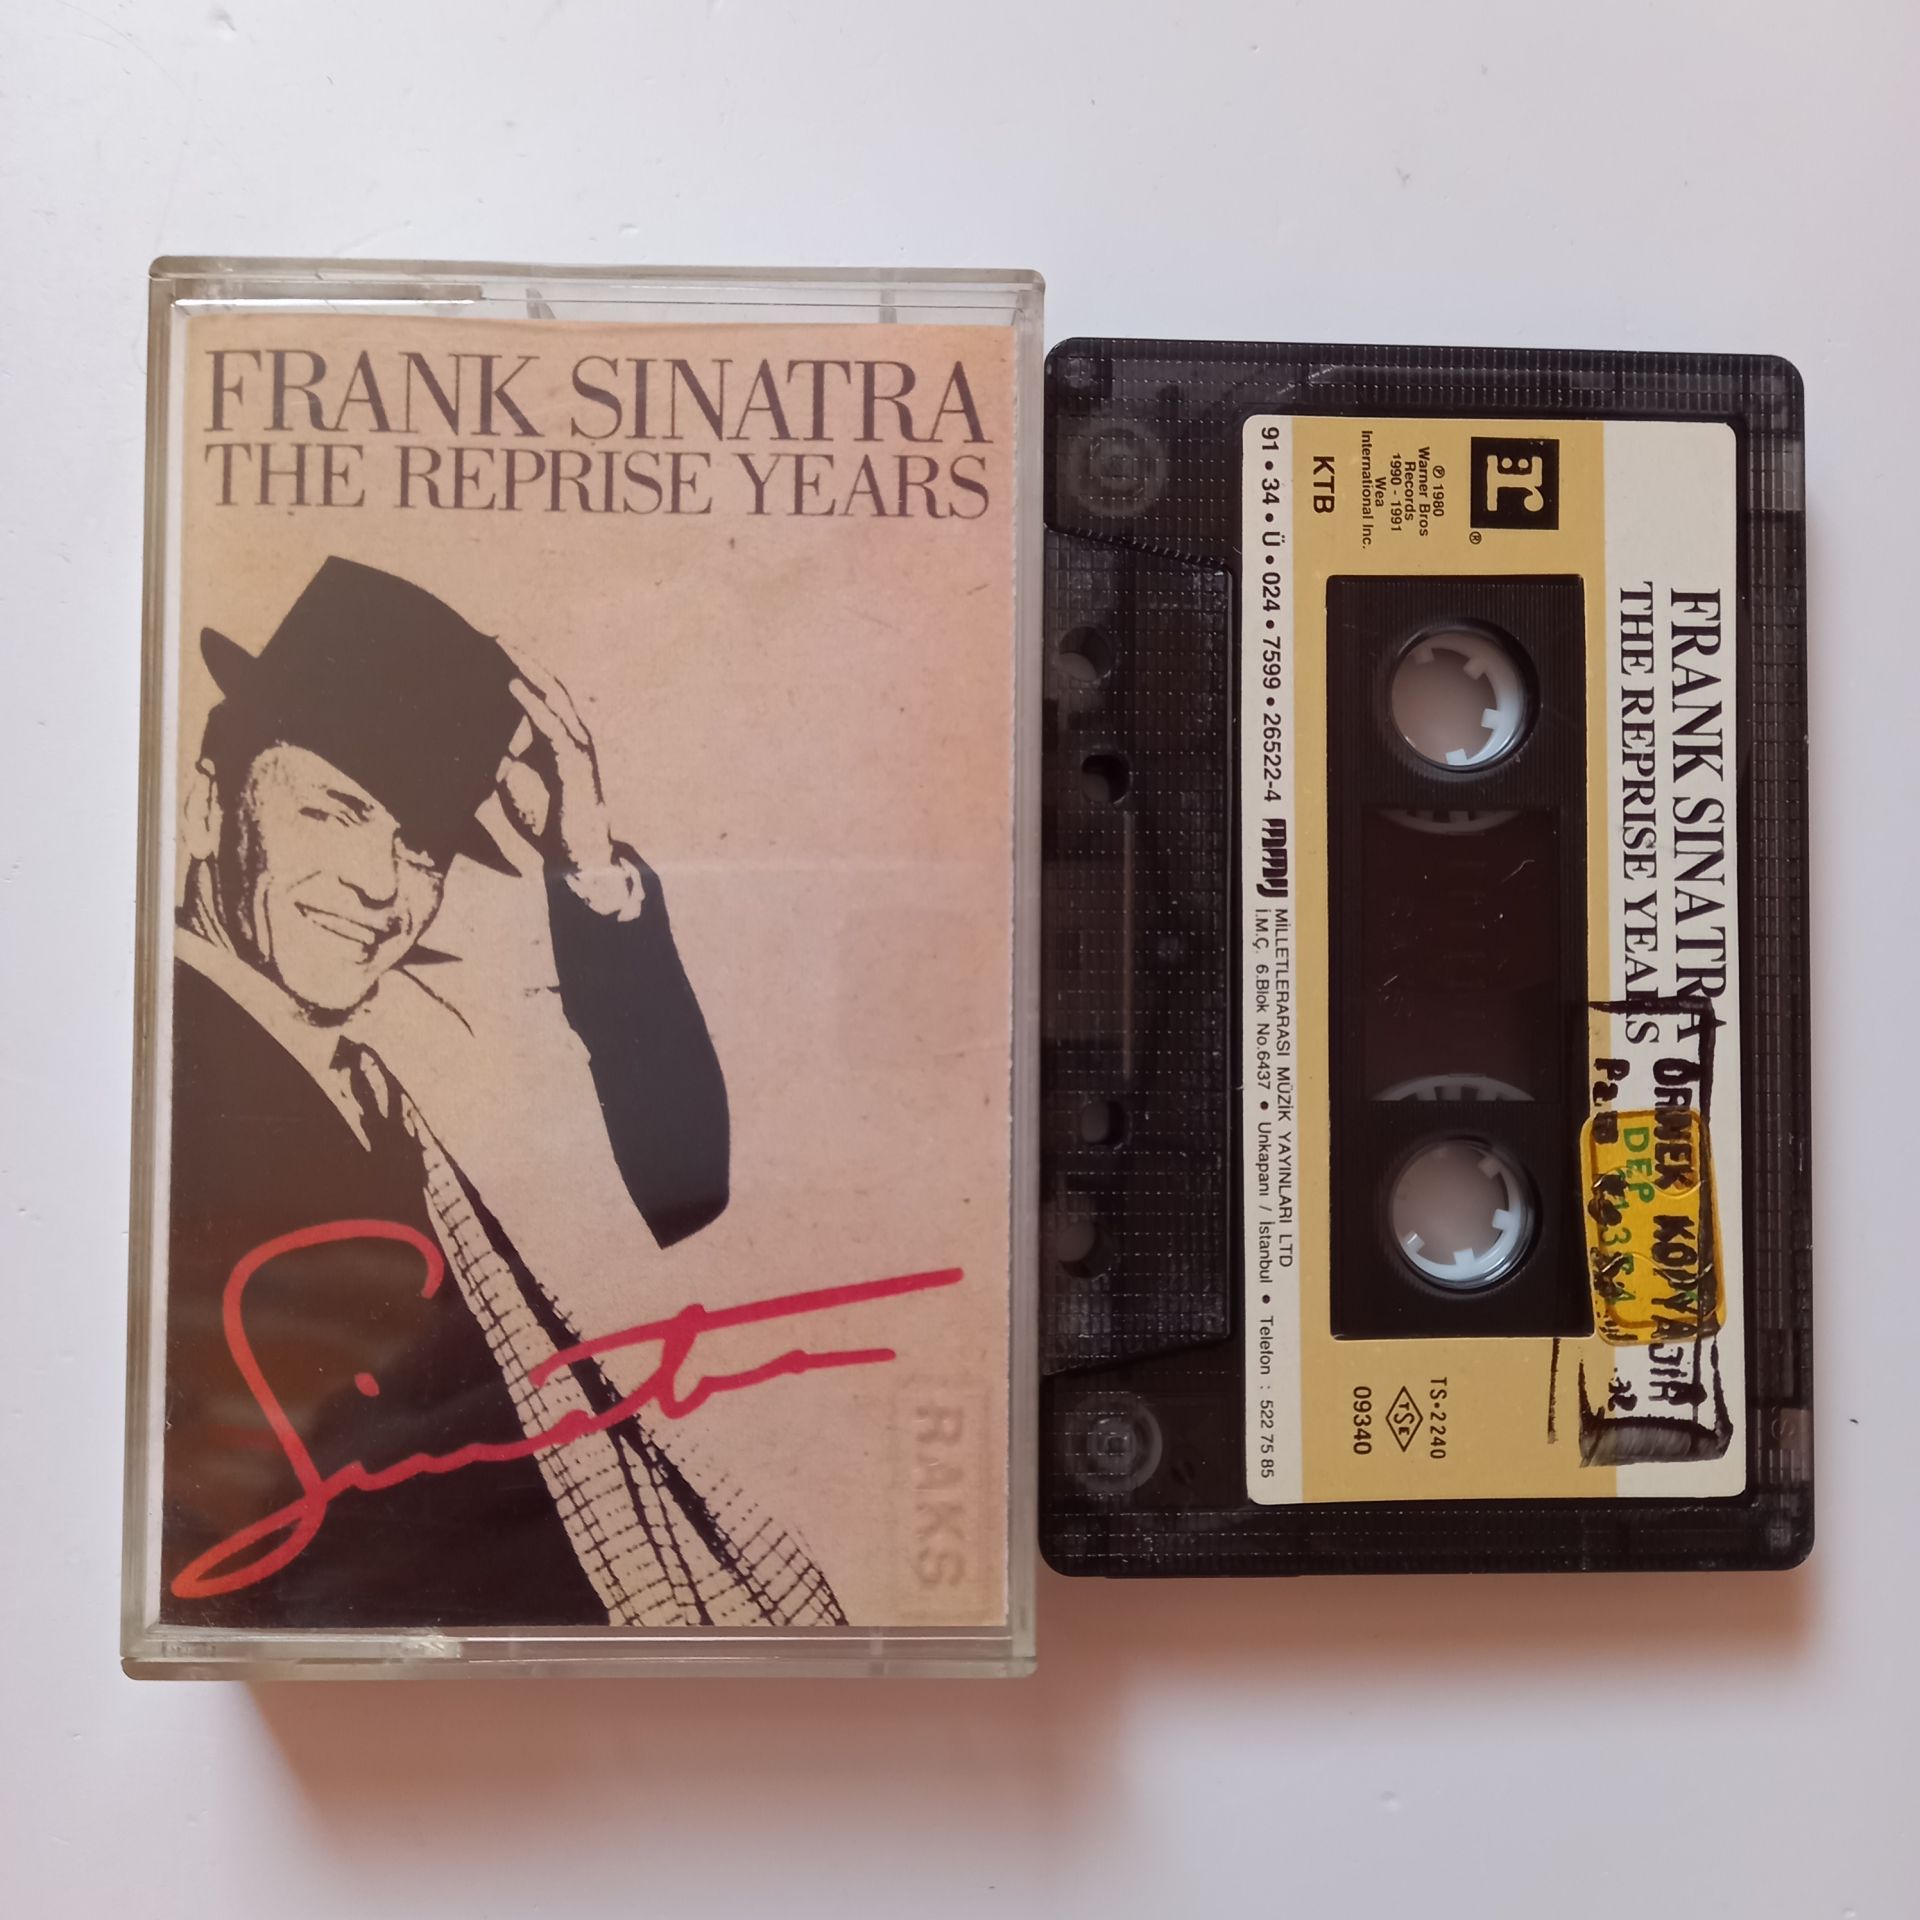 FRANK SINATRA
THE REPRISE YEARS
Sinatra
RAKS
FRANK SINATRA
THE REPRISE YEARS
r:
®
℗ 1980
Warner Bros
Records
1990 - 1991
Wea
International Inc.
KTB
ÖRNEK KOPYADIR
DEP
TS•2240
TSE
09340
91 • 34 • Ü • 024 • 7599 • 26522-4
MİLLETLERARASI MÜZİK YAYINLARI LTD
İ.M.Ç. 6.Blok No.6437 • Unkapanı / İstanbul • Telefon : 522 75 85